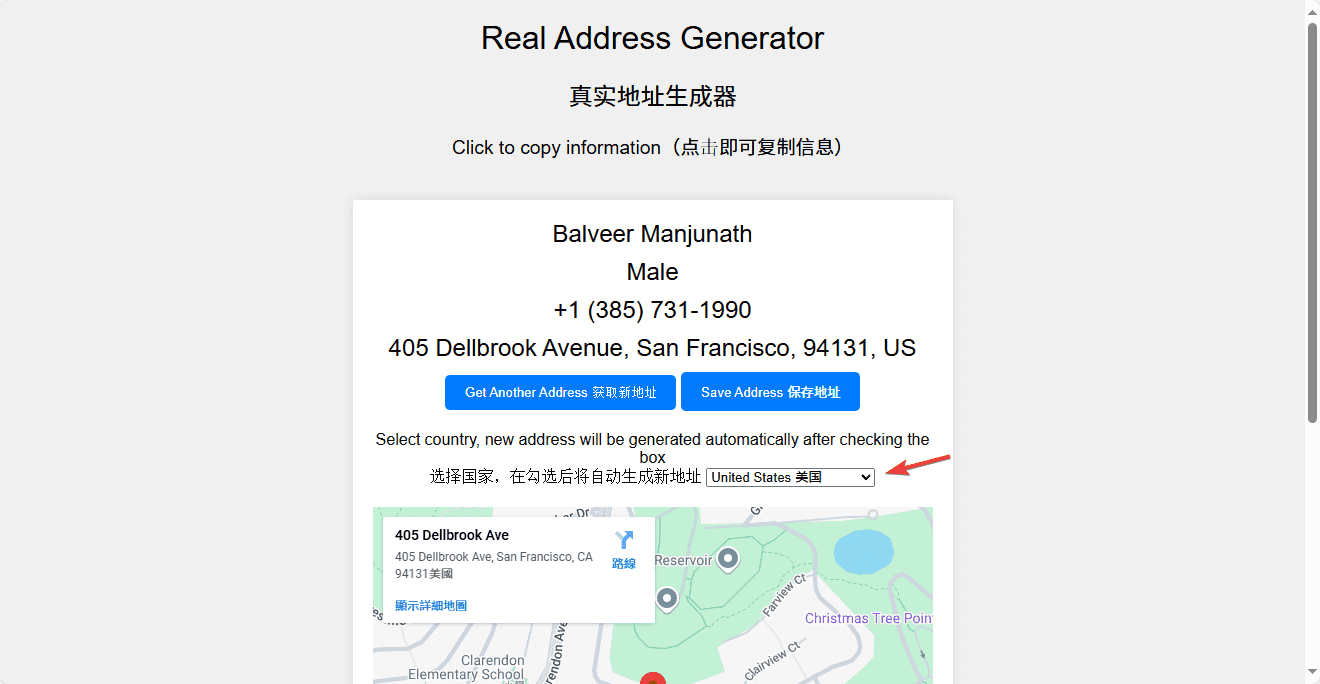 Real Address Generator
真实地址生成器
Click to copy information（点击即可复制信息）
Balveer Manjunath
Male
+1 (385) 731-1990
405 Dellbrook Avenue, San Francisco, 94131, US
Get Another Address 获取新地址
Save Address 保存地址
Select country, new address will be generated automatically after checking the
box
选择国家，在勾选后将自动生成新地址
United States 美国
405 Dellbrook Ave
405 Dellbrook Ave, San Francisco, CA
94131美國
路線
顯示詳細地圖
Reservoir
Farview Ct
Christmas Tree Poin
Clairview Ct
Clarendon
Elementary School